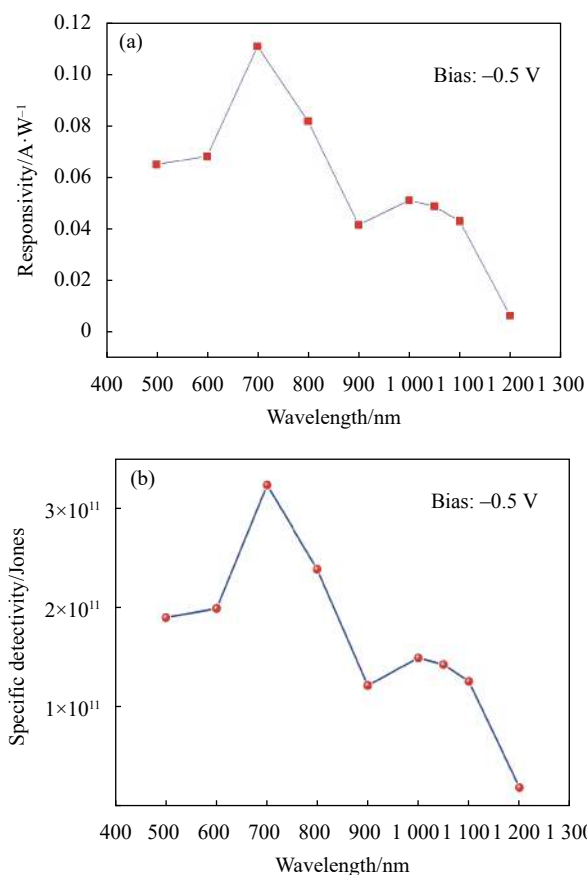 (a)
Bias: –0.5 V
0.12
0.10
0.08
0.06
0.04
0.02
0
Responsivity/A·W⁻¹
400 500 600 700 800 900 1 000 1 100 1 200 1 300
Wavelength/nm
(b)
Bias: –0.5 V
3×10¹¹
2×10¹¹
1×10¹¹
Specific detectivity/Jones
400 500 600 700 800 900 1 000 1 100 1 200 1 300
Wavelength/nm